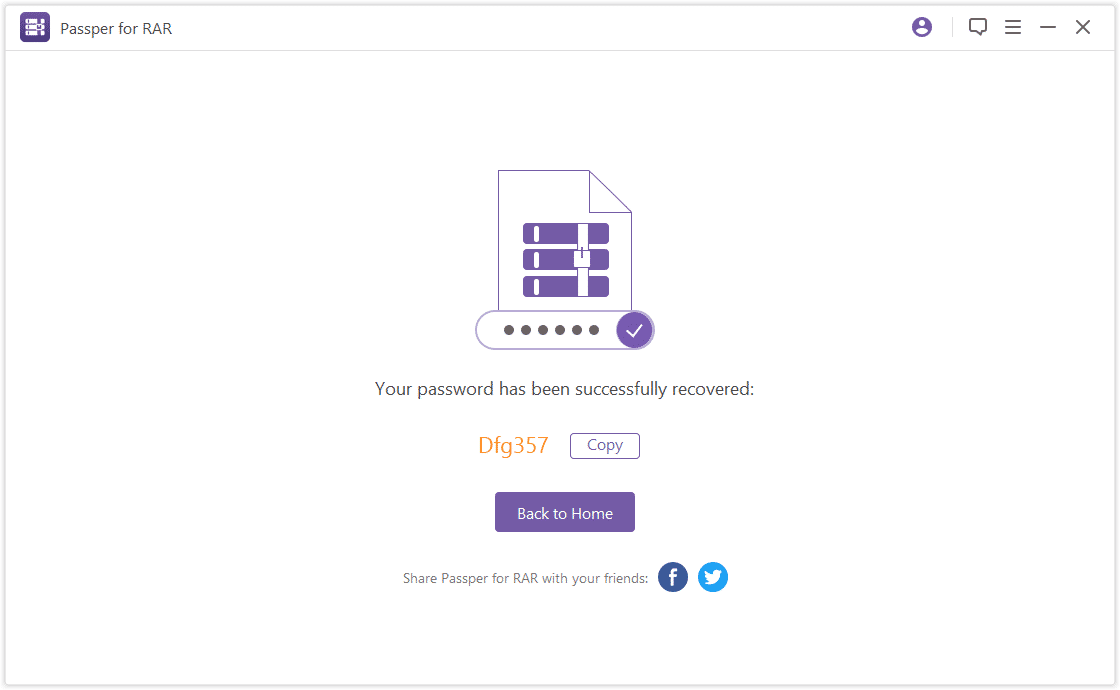 Passper for RAR
Your password has been successfully recovered:
Dfg357 Copy
Back to Home
Share Passper for RAR with your friends: